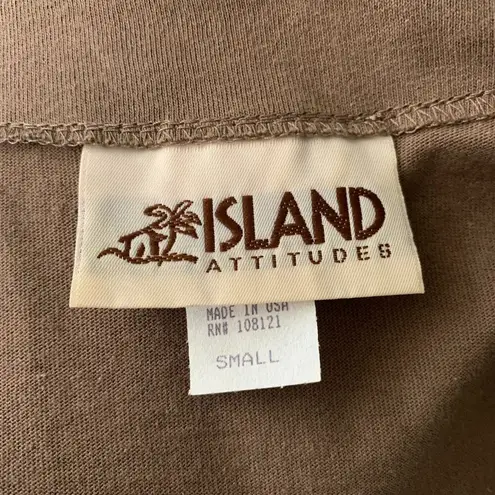 ISLAND
ATTITUDES
MADE IN USA
RN# 108121
SMALL